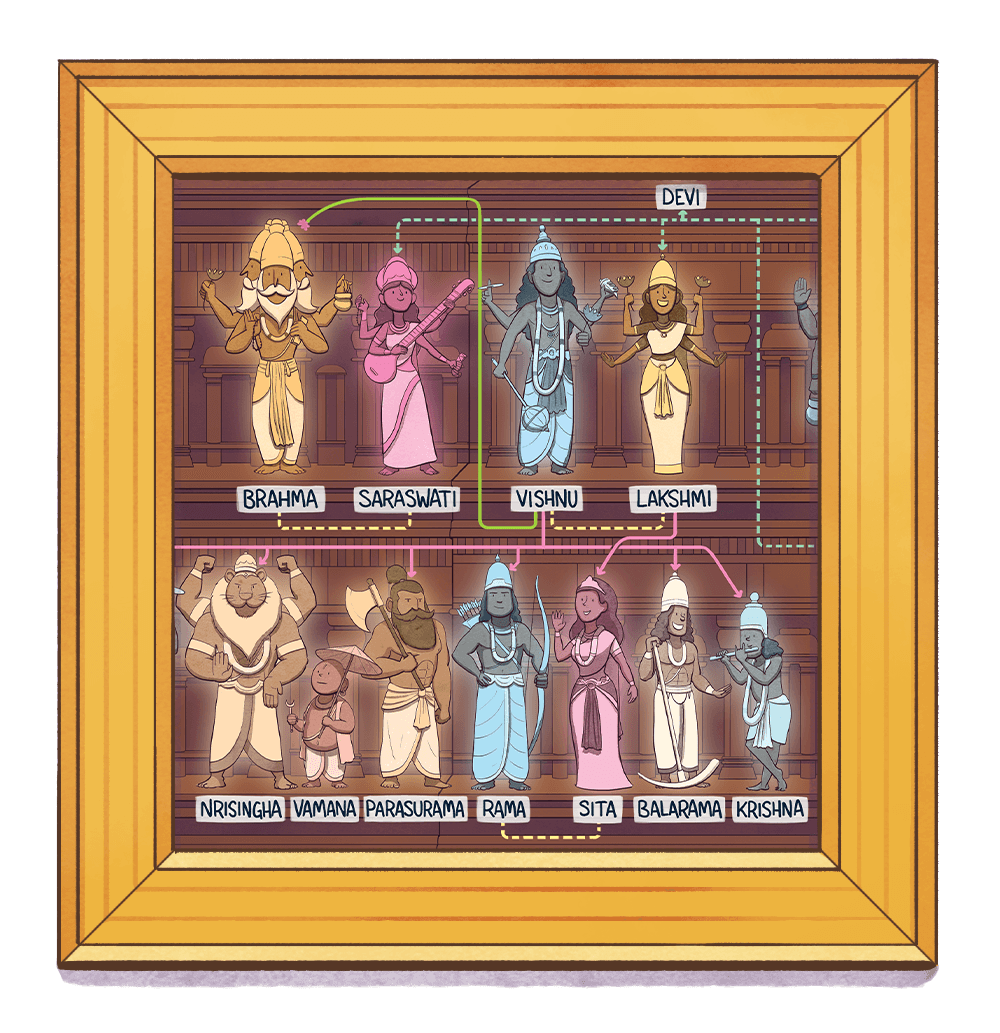 DEVI
BRAHMA
SARASWATI
VISHNU
LAKSHMI
NRISINGHA
VAMANA
PARASURAMA
RAMA
SITA
BALARAMA
KRISHNA